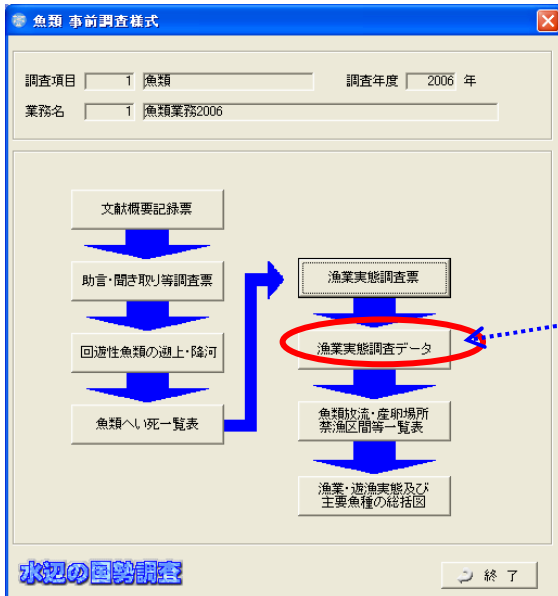 魚類 事前調査様式
調査項目 1 魚類 調査年度 2006 年
業務名 1 魚類業務2006
文献概要記録票
助言・聞き取り等調査票
回遊性魚類の遡上・降河
魚類へい死一覧表
漁業実態調査票
漁業実態調査データ
魚類放流・産卵場所
禁漁区間等一覧表
漁業・遊漁実態及び
主要魚種の総括図
水辺の国勢調査
終 了